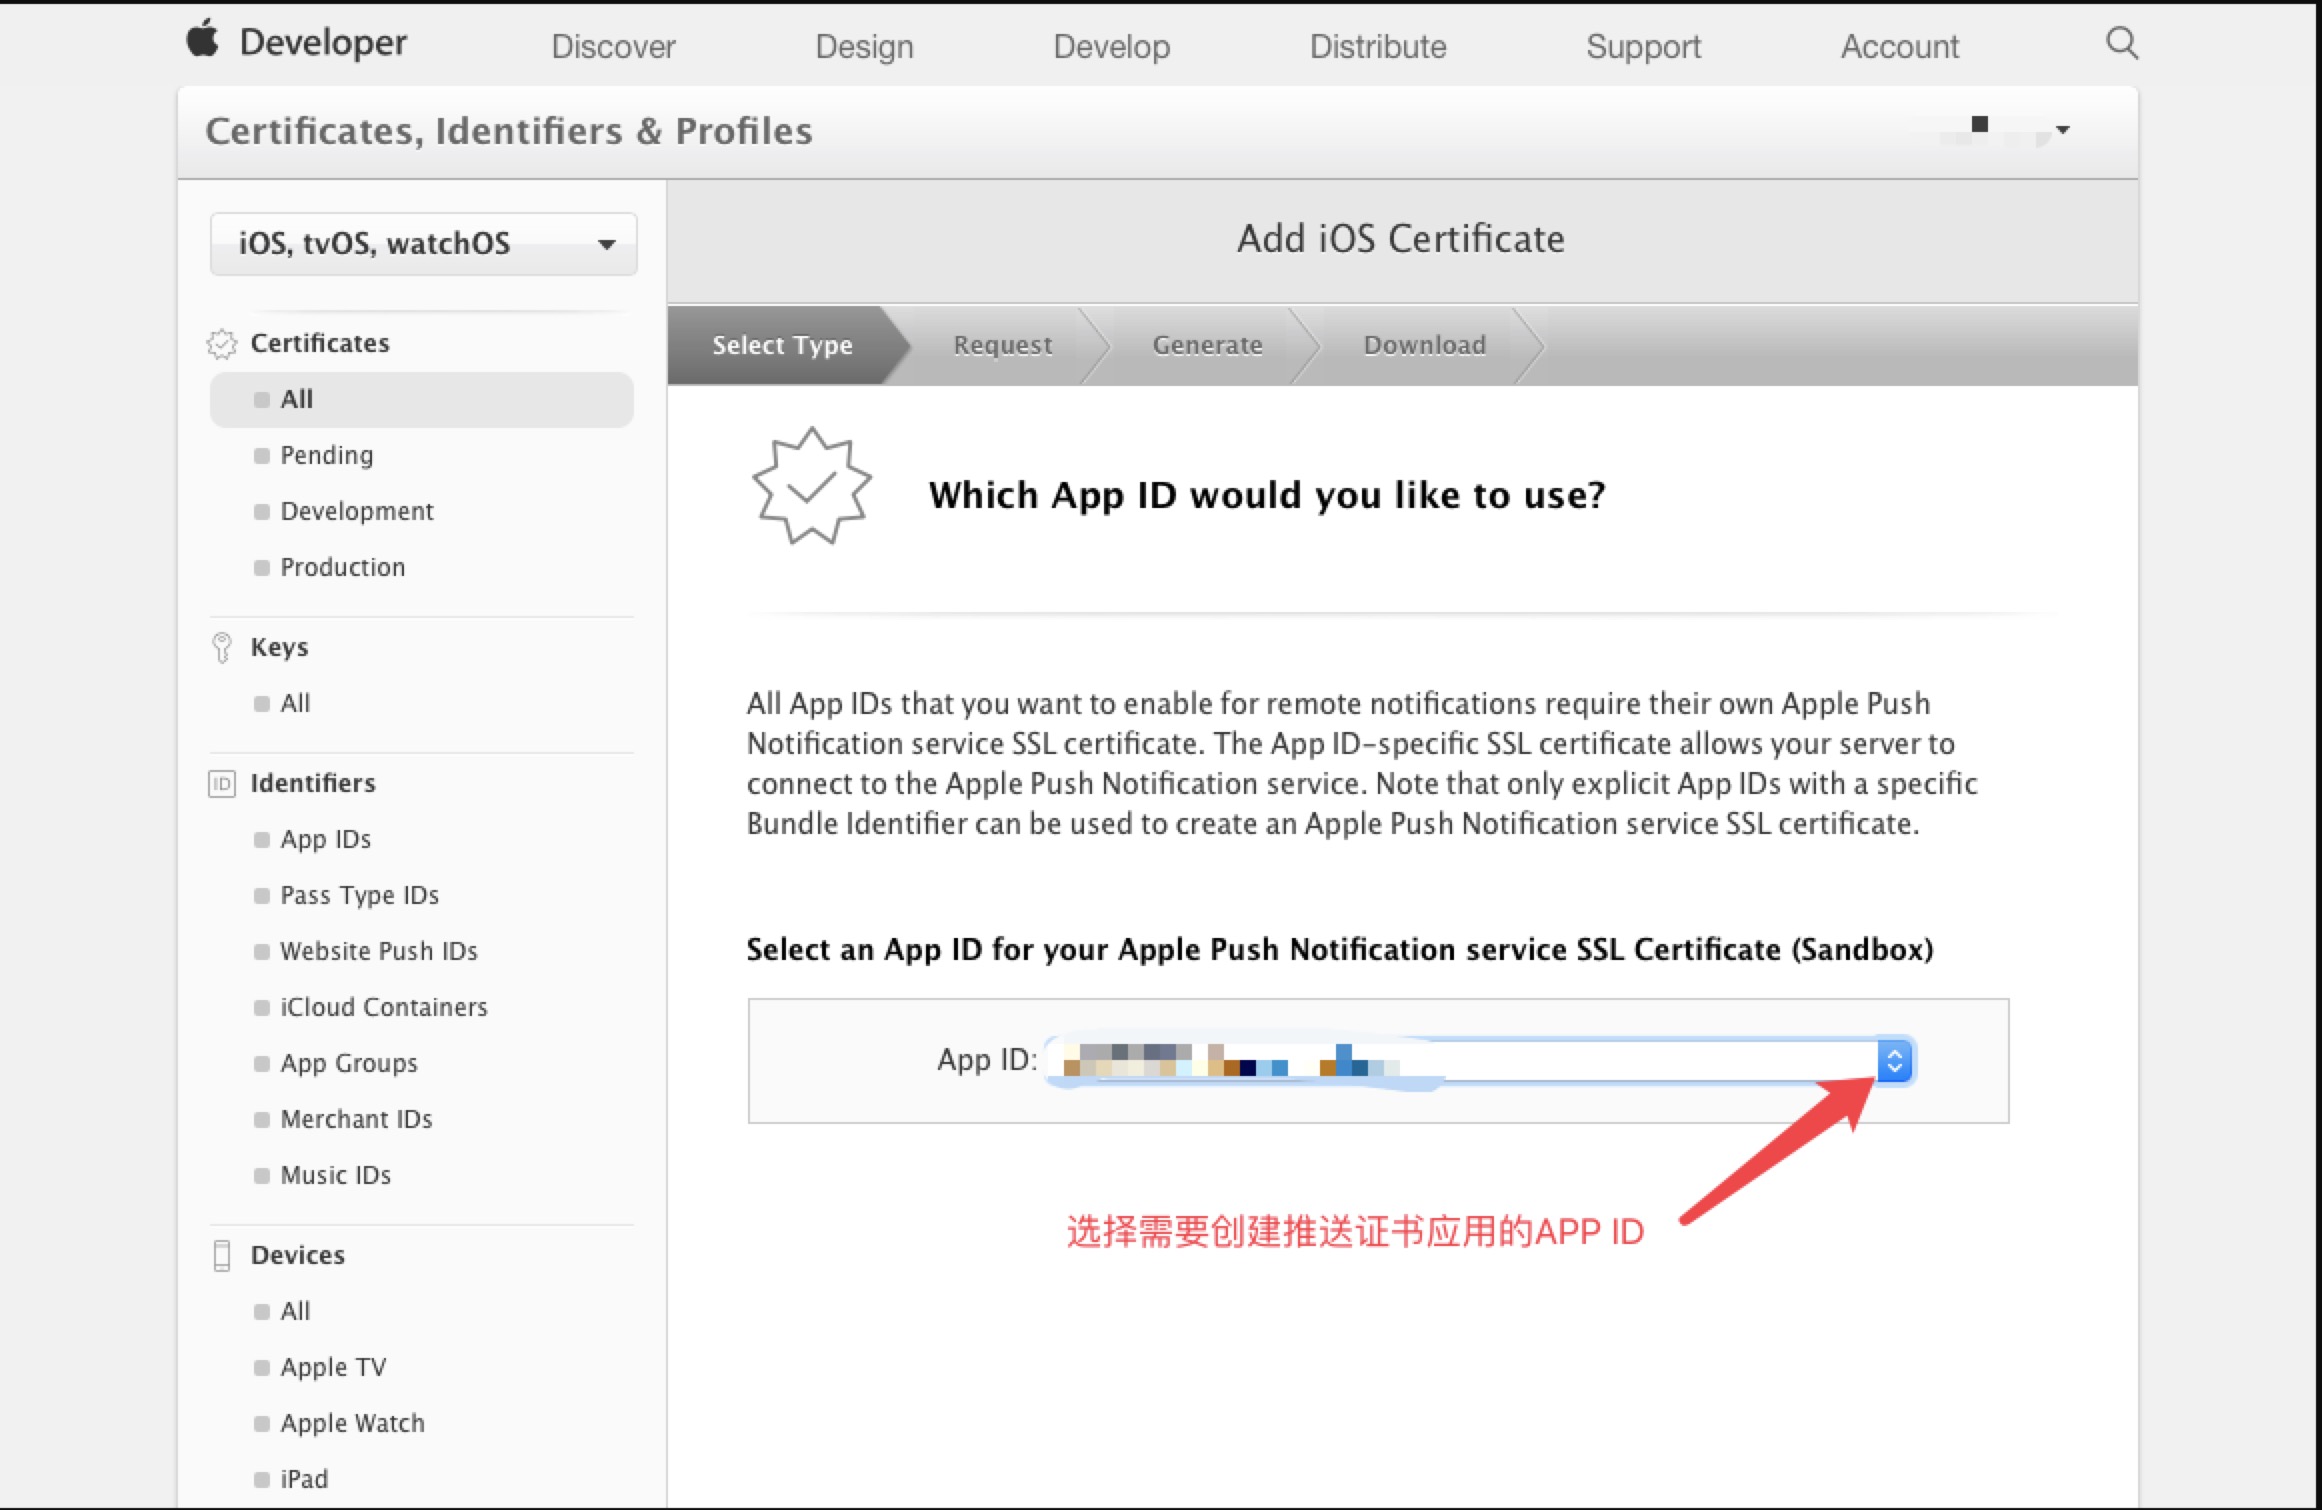 Developer
Discover
Design
Develop
Distribute
Support
Account
Certificates, Identifiers & Profiles
iOS, tvOS, watchOS
Certificates
All
Pending
Development
Production
Keys
All
ID
Identifiers
App IDs
Pass Type IDs
Website Push IDs
iCloud Containers
App Groups
Merchant IDs
Music IDs
Devices
All
Apple TV
Apple Watch
iPad
Add iOS Certificate
Select Type
Request
Generate
Download
Which App ID would you like to use?
All App IDs that you want to enable for remote notifications require their own Apple Push
Notification service SSL certificate. The App ID-specific SSL certificate allows your server to
connect to the Apple Push Notification service. Note that only explicit App IDs with a specific
Bundle Identifier can be used to create an Apple Push Notification service SSL certificate.
Select an App ID for your Apple Push Notification service SSL Certificate (Sandbox)
App ID:
选择需要创建推送证书应用的APP ID